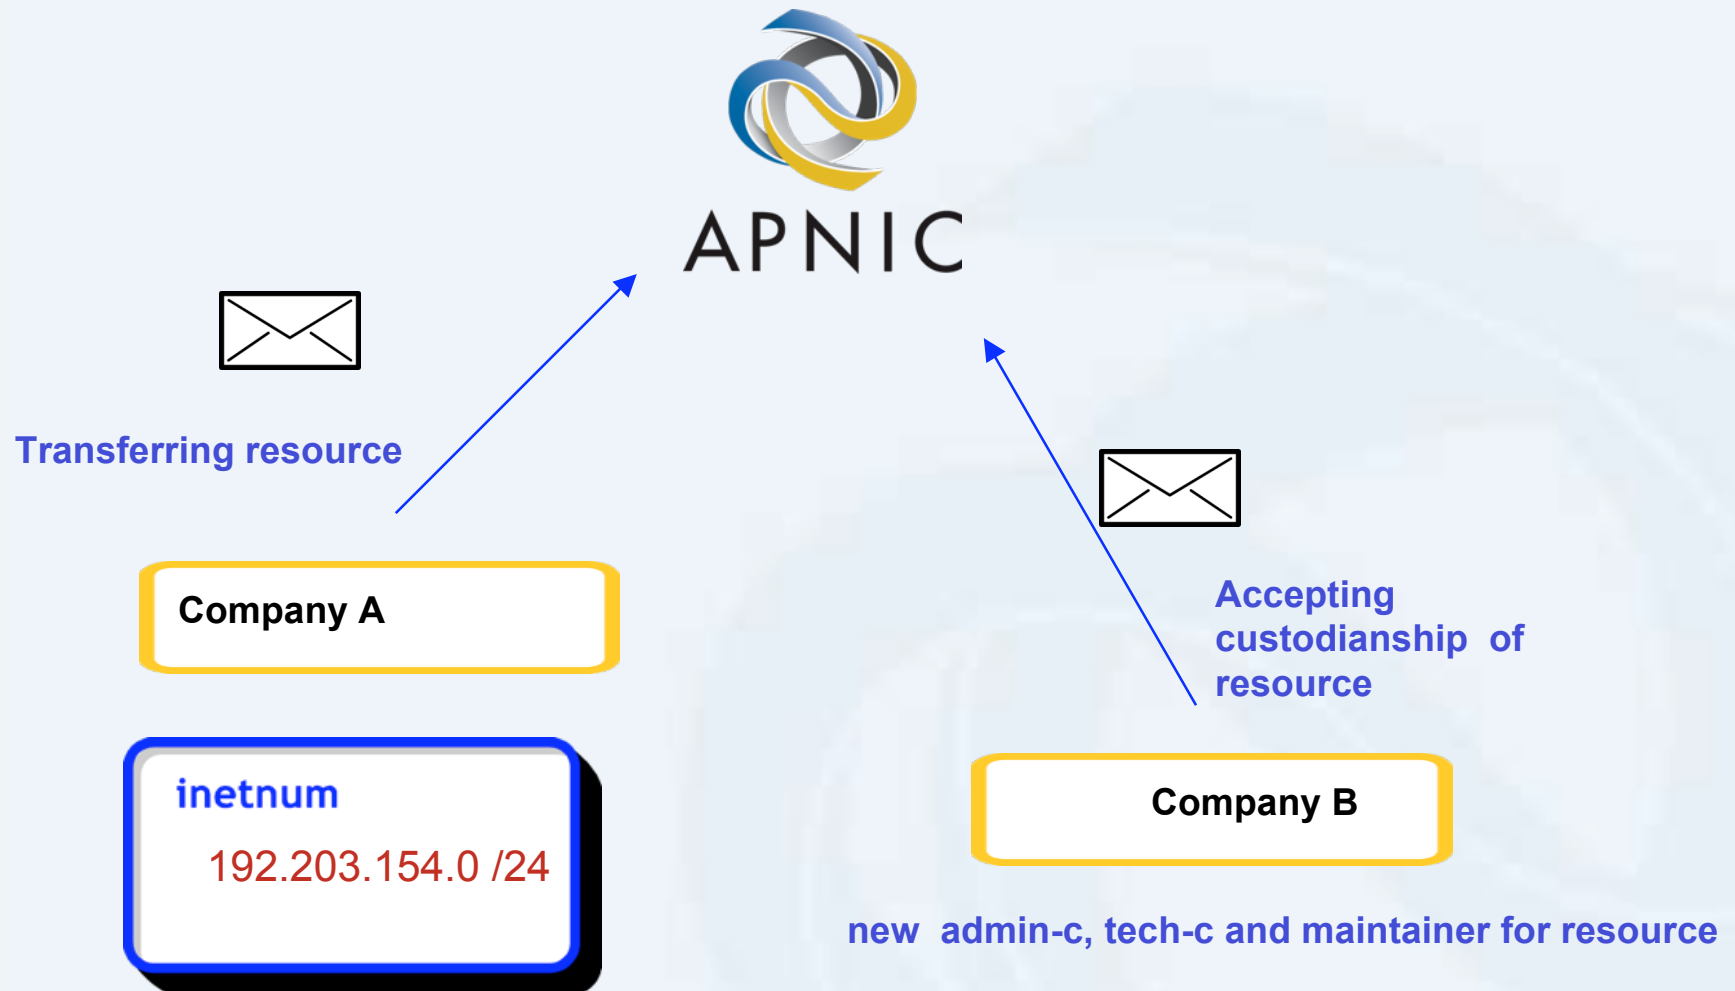 APNIC
Transferring resource
Company A
inetnum
192.203.154.0 /24
Accepting
custodianship of
resource
Company B
new admin-c, tech-c and maintainer for resource